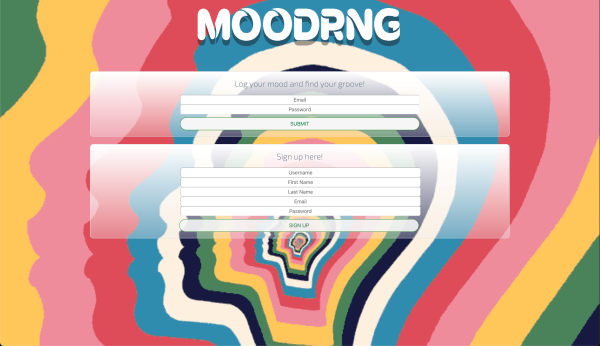 MOODRNG
Log your mood and find your groove!
Email
Password
SUBMIT
Sign up here!
Username
First Name
Last Name
Email
Password
SIGN UP